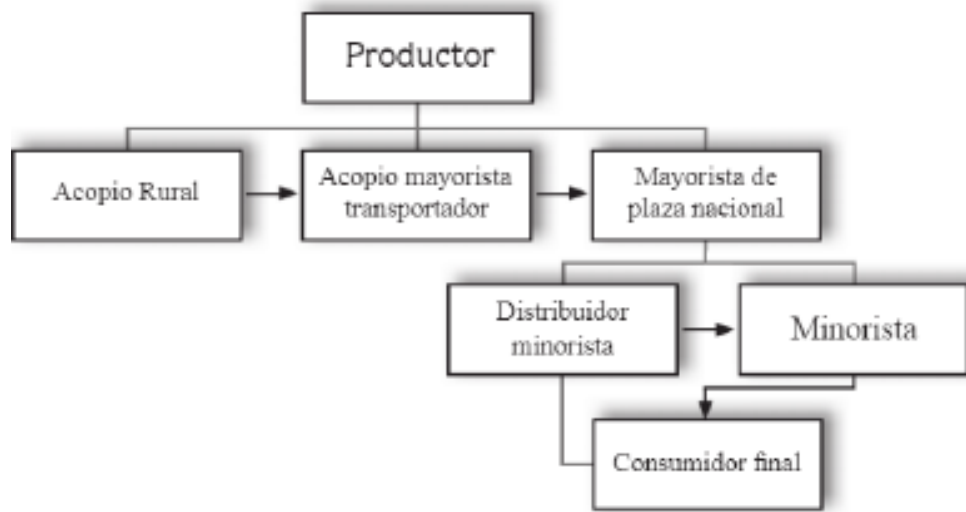 Productor
Acopio Rural
Acopio mayorista
transportador
Mayorista de
plaza nacional
Distribuidor
minorista
Minorista
Consumidor final